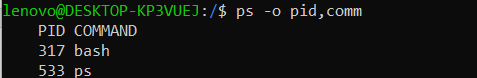 lenovo@DESKTOP-KP3VUEJ:/$ ps -o pid,comm
PID COMMAND
317 bash
533 ps